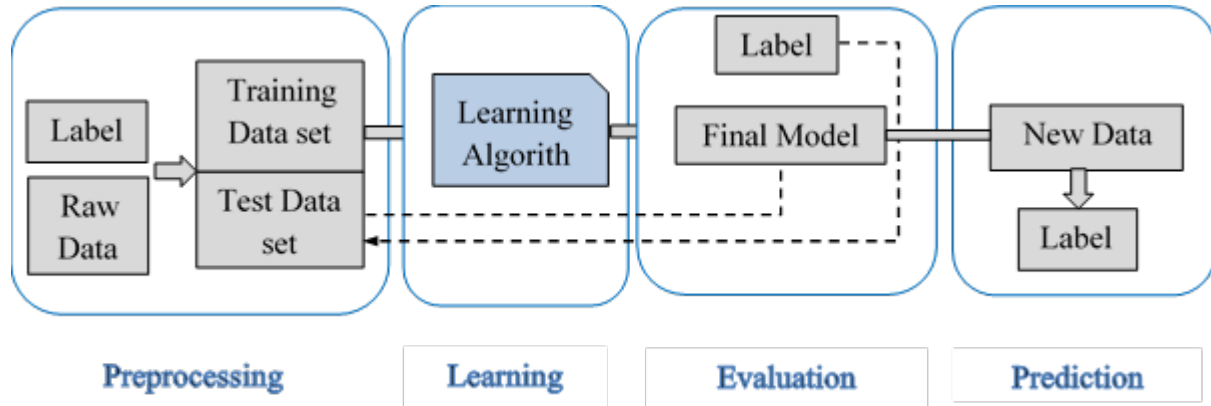 Label
Raw
Data
Training
Data set
Test Data
set
Learning
Algorith
Label
Final Model
New Data
Label
Preprocessing
Learning
Evaluation
Prediction